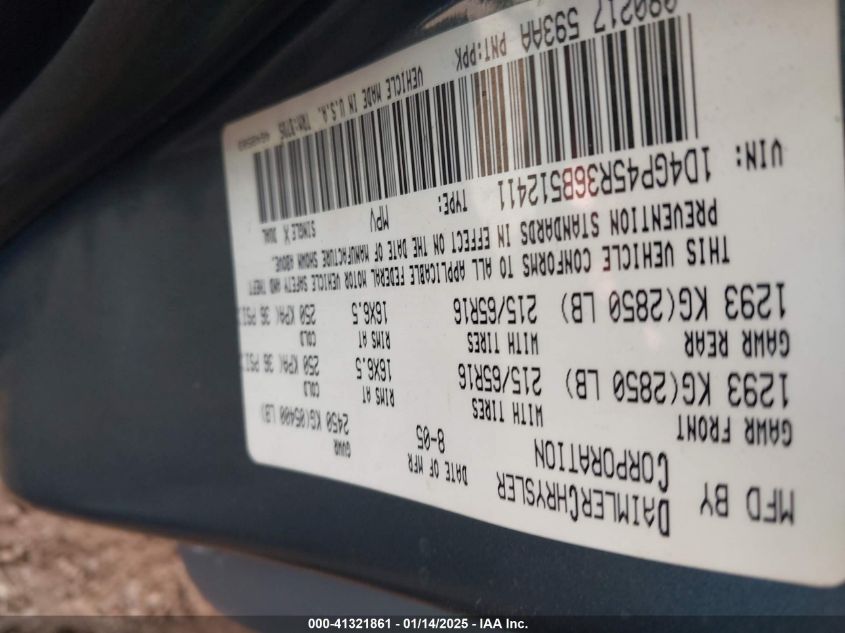 MFD BY DAIMLERCHRYSLER CORPORATION
DATE OF MFR 8-05
GVWR 2450 KG(05400 LB)
GAWR FRONT 1293 KG(2850 LB)
WITH TIRES 215/65R16
RIMS AT 16X6.5
COLD 250 KPA( 36 PSI
GAWR REAR 1293 KG(2850 LB)
WITH TIRES 215/65R16
RIMS AT 16X6.5
COLD 250 KPA( 36 PSI
THIS VEHICLE CONFORMS TO ALL APPLICABLE FEDERAL MOTOR VEHICLE SAFETY AND THEFT
PREVENTION STANDARDS IN EFFECT ON THE DATE OF MANUFACTURE SHOWN ABOVE.
VIN: 1D4GP45R36B512411 TYPE: MPV SINGLE X DUAL
080217 593AA PNT:PPK VEHICLE MADE IN U.S.A.
000-41321861 - 01/14/2025 - IAA Inc.